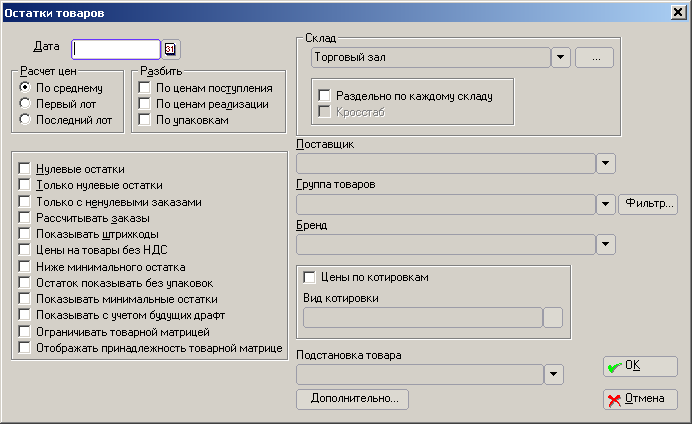 Остатки товаров
Дата
31
Расчет цен
По среднему
Первый лот
Последний лот
Разбить
По ценам поступления
По ценам реализации
По упаковкам
Нулевые остатки
Только нулевые остатки
Только с ненулевыми заказами
Рассчитывать заказы
Показывать штрихкоды
Цены на товары без НДС
Ниже минимального остатка
Остаток показывать без упаковок
Показывать минимальные остатки
Показывать с учетом будущих драфт
Ограничивать товарной матрицей
Отображать принадлежность товарной матрице
Склад
Торговый зал
...
Раздельно по каждому складу
Кросстаб
Поставщик
Группа товаров
Фильтр...
Бренд
Цены по котировкам
Вид котировки
Подстановка товара
Дополнительно...
OK
Отмена